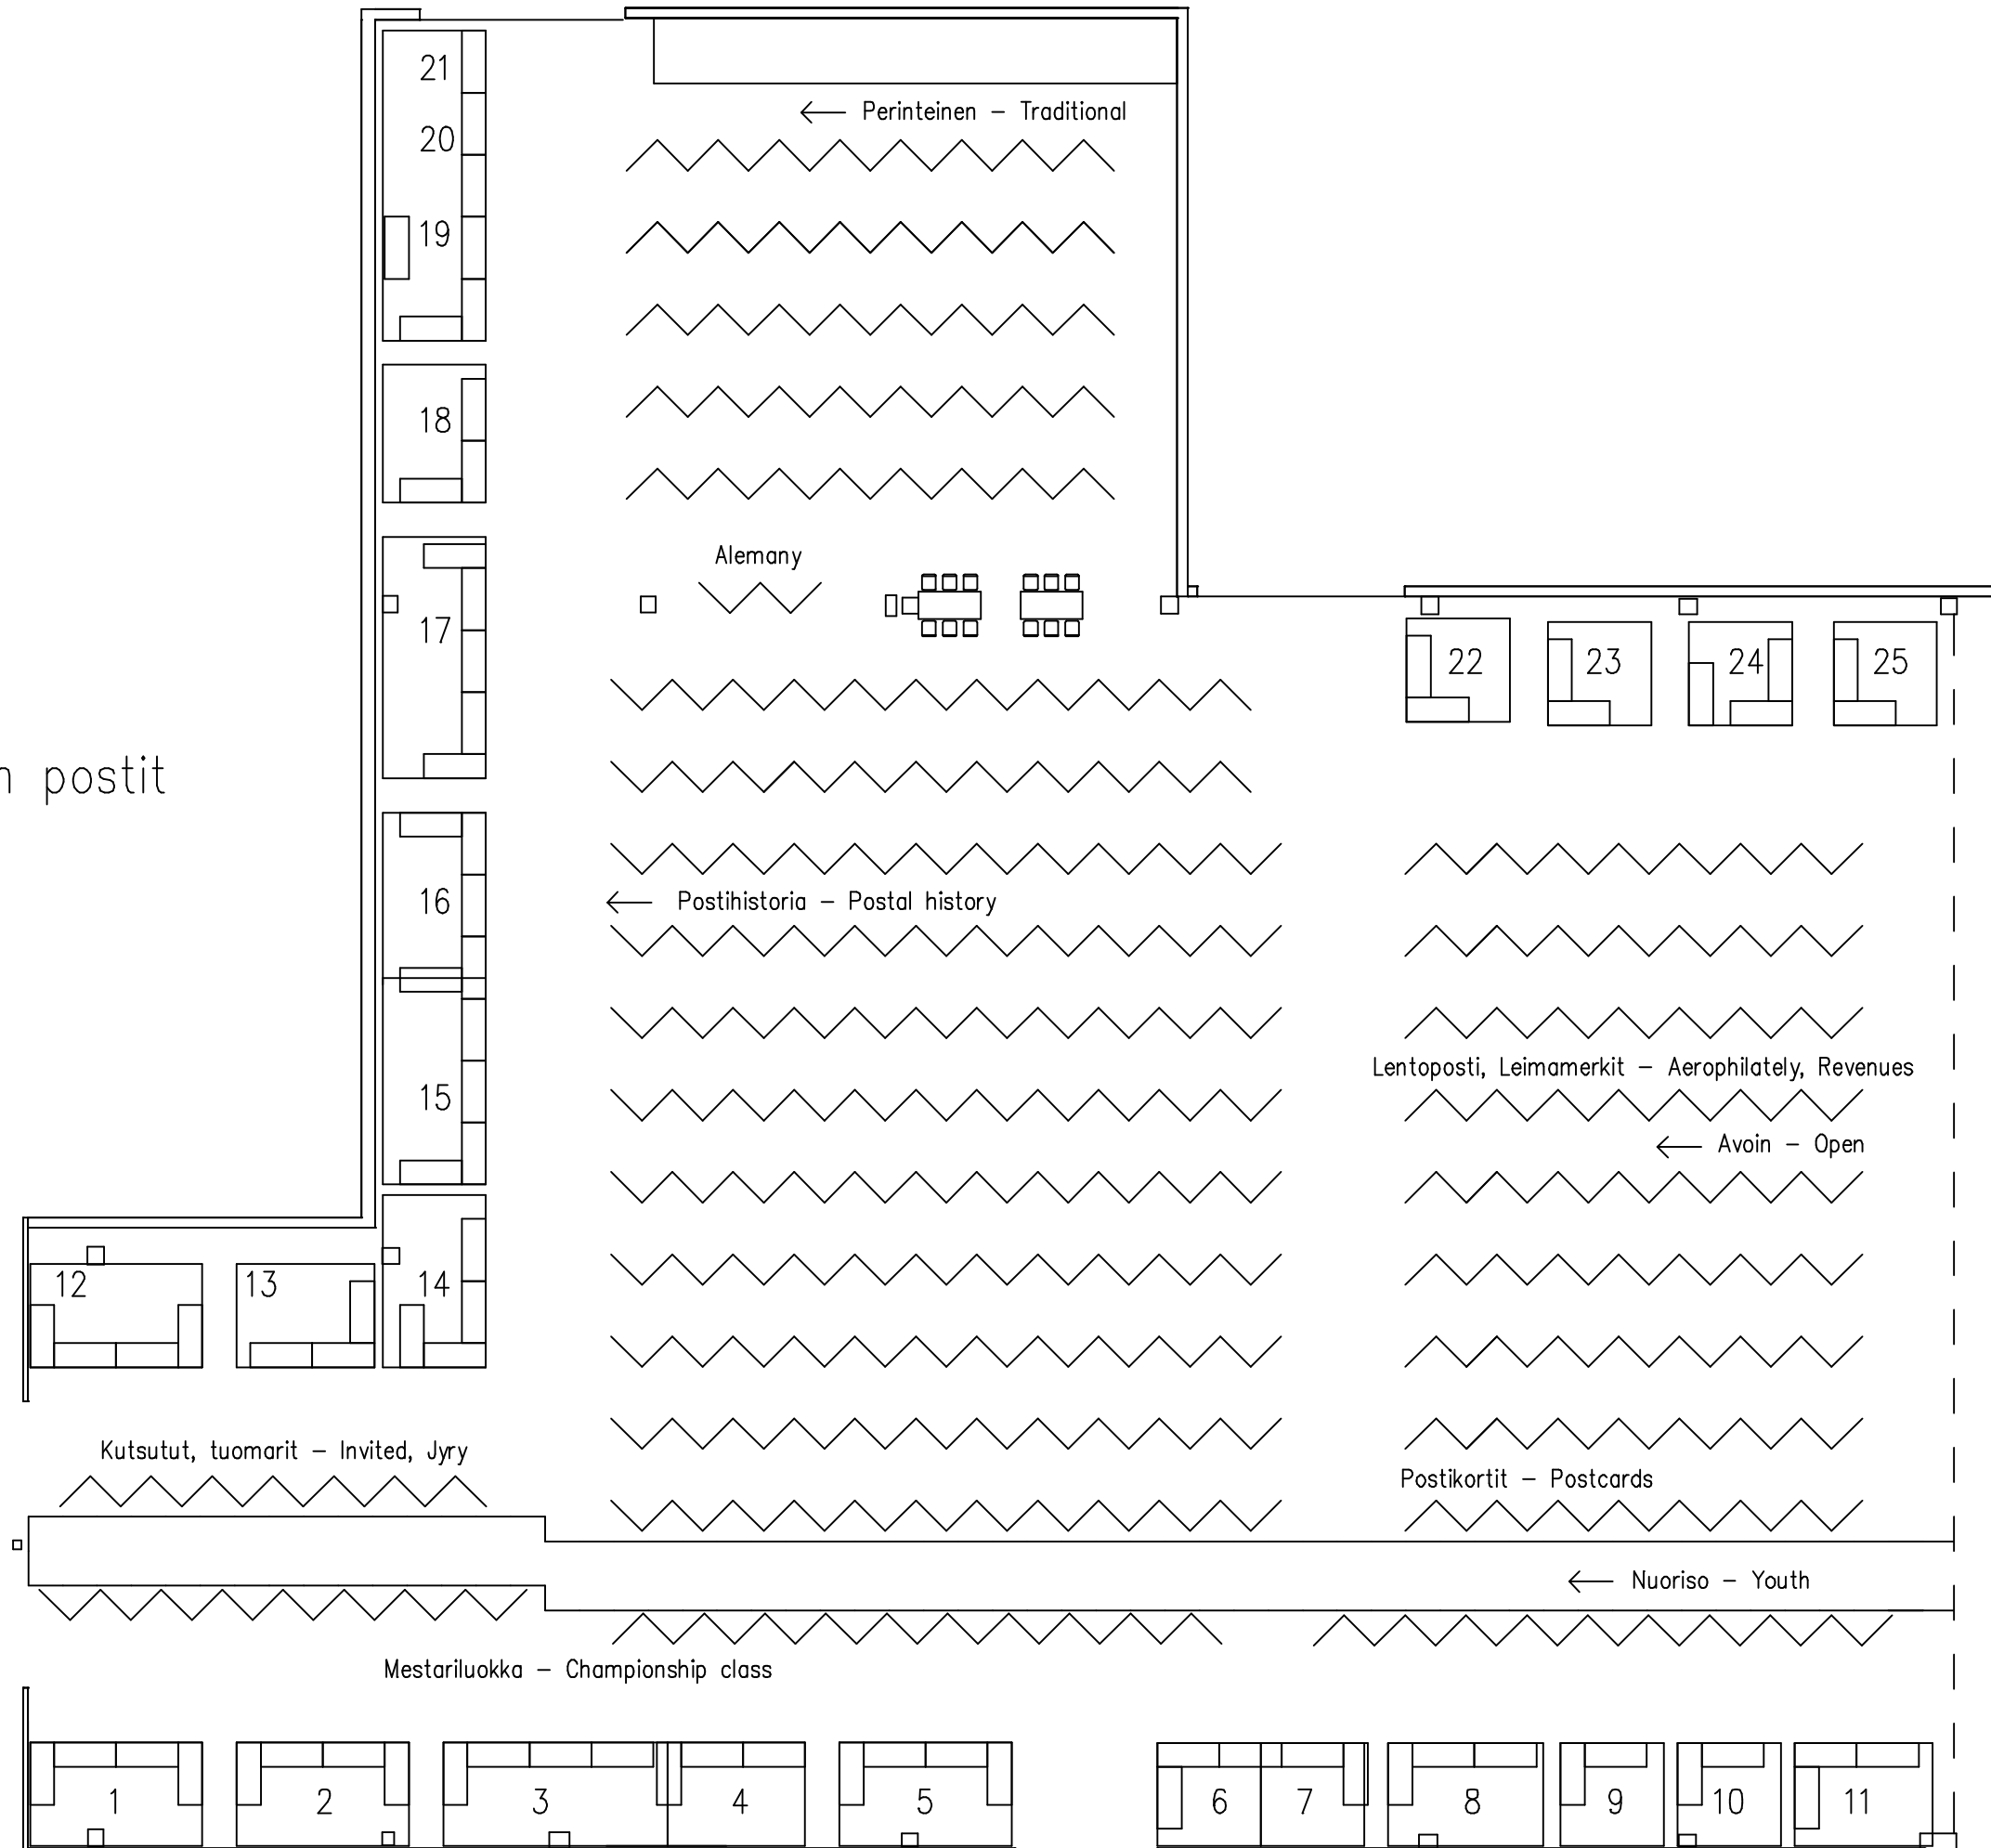 21
← Perinteinen – Traditional
20
19
18
Alemany
17
22
23
24
25
postit
16
← Postihistoria – Postal history
Lentoposti, Leimamerkit – Aerophilately, Revenues
15
← Avoin – Open
12
13
14
Kutsutut, tuomarit – Invited, Jyry
Postikortit – Postcards
← Nuoriso – Youth
Mestariluokka – Championship class
1
2
3
4
5
6
7
8
9
10
11